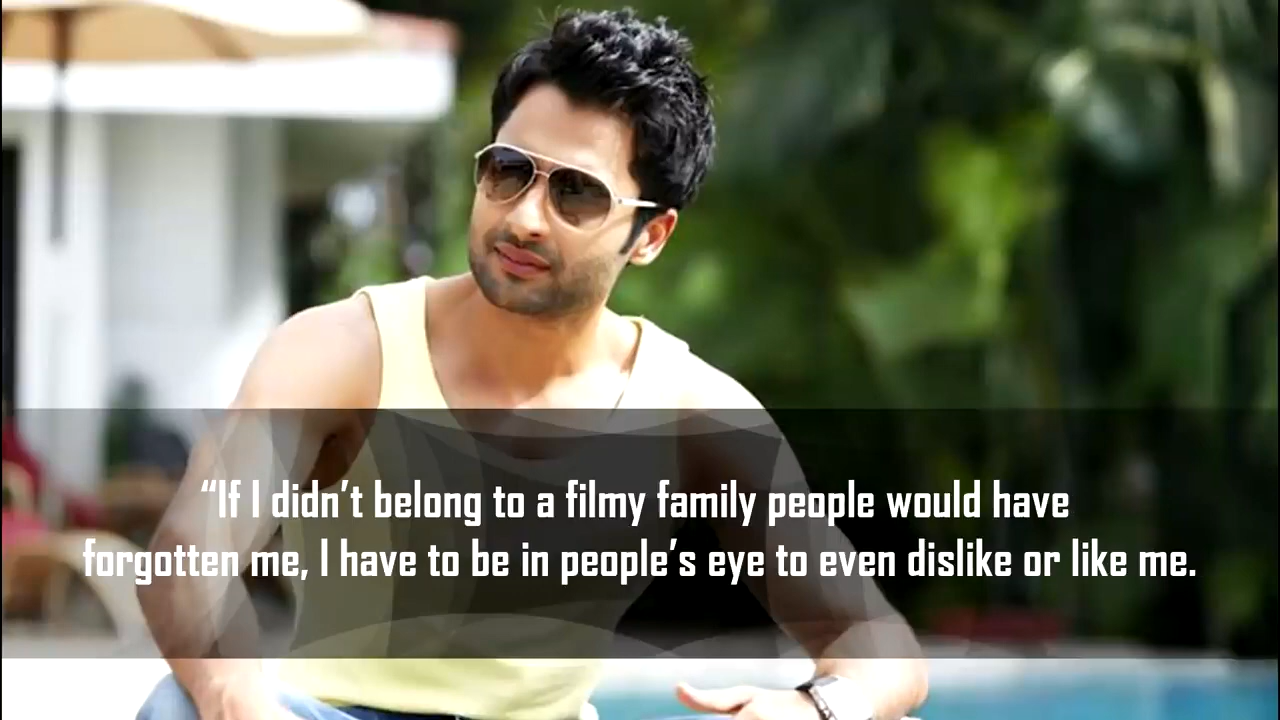 “If I didn’t belong to a filmy family people would have
forgotten me, I have to be in people’s eye to even dislike or like me.